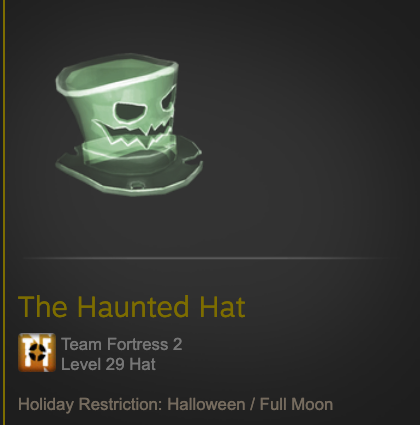 The Haunted Hat
Team Fortress 2
Level 29 Hat
Holiday Restriction: Halloween / Full Moon